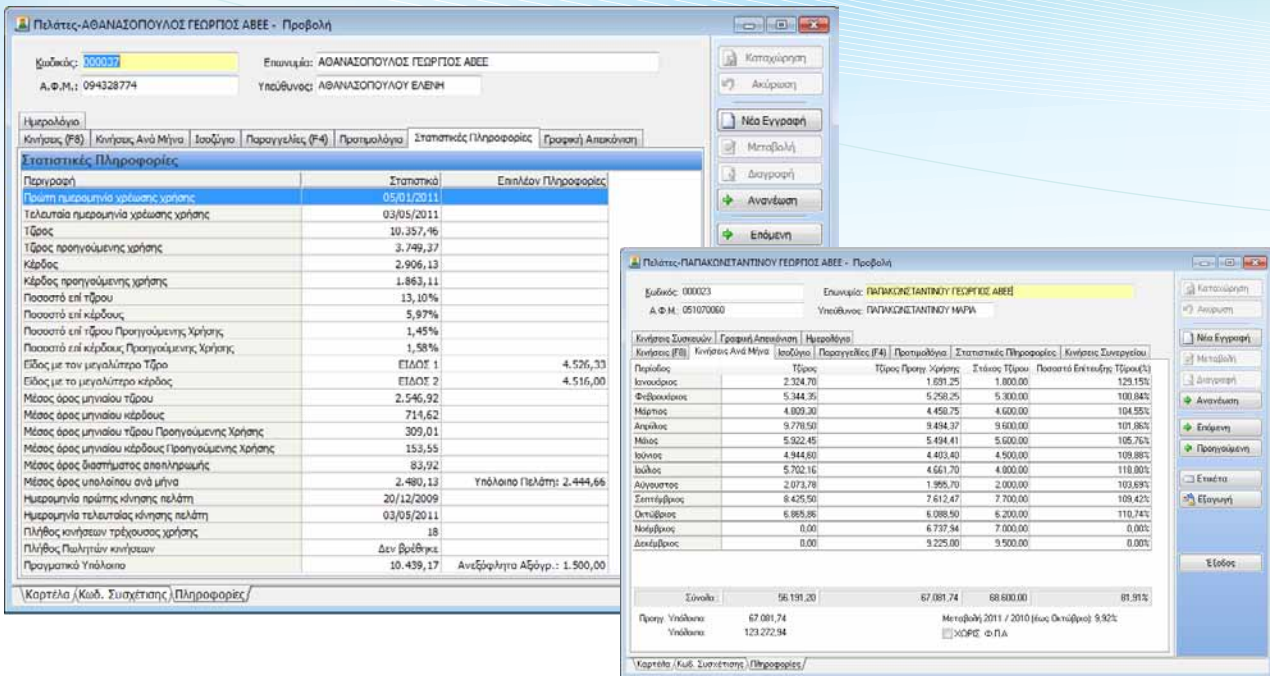 Πελάτες-ΑΘΑΝΑΣΟΠΟΥΛΟΣ ΓΕΩΡΓΙΟΣ ΑΒΕΕ - Προβολή
Κωδικός: 000037 Επωνυμία: ΑΘΑΝΑΣΟΠΟΥΛΟΣ ΓΕΩΡΓΙΟΣ ΑΒΕΕ
Α.Φ.Μ.: 094328774 Υπεύθυνος: ΑΘΑΝΑΣΟΠΟΥΛΟΥ ΕΛΕΝΗ
Ημερολόγιο
Κινήσεις (F8) Κινήσεις Ανά Μήνα Ισοζύγιο Παραγγελίες (F4) Προτιμολόγιο Στατιστικές Πληροφορίες Γραφική Απεικόνιση
Στατιστικές Πληροφορίες
Περιγραφή Στατιστικά Επιπλέον Πληροφορίες
Πρώτη ημερομηνία χρέωσης χρήσης 05/01/2011
Τελευταία ημερομηνία χρέωσης χρήσης 03/05/2011
Τζίρος 10.357,46
Τζίρος προηγούμενης χρήσης 3.749,37
Κέρδος 2.906,13
Κέρδος προηγούμενης χρήσης 1.863,11
Ποσοστό επί τζίρου 13,10%
Ποσοστό επί κέρδους 5,97%
Ποσοστό επί τζίρου Προηγούμενης Χρήσης 1,45%
Ποσοστό επί κέρδους Προηγούμενης Χρήσης 1,58%
Είδος με τον μεγαλύτερο Τζίρο ΕΙΔΟΣ 1 4.526,33
Είδος με το μεγαλύτερο κέρδος ΕΙΔΟΣ 2 4.516,00
Μέσος όρος μηνιαίου τζίρου 2.546,92
Μέσος όρος μηνιαίου κέρδους 714,62
Μέσος όρος μηνιαίου τζίρου Προηγούμενης Χρήσης 309,01
Μέσος όρος μηνιαίου κέρδους Προηγούμενης Χρήσης 153,55
Μέσος όρος διαστήματος αποπληρωμής 83,92
Μέσος όρος υπολοίπου ανά μήνα 2.480,13 Υπόλοιπο Πελάτη: 2.444,66
Ημερομηνία πρώτης κίνησης πελάτη 20/12/2009
Ημερομηνία τελευταίας κίνησης πελάτη 03/05/2011
Πλήθος κινήσεων τρέχουσας χρήσης 18
Πλήθος Πωλητών κινήσεων Δεν βρέθηκε
Πραγματικό Υπόλοιπο 10.439,17 Ανεξόφλητα Αξιόγρ.: 1.500,00
Καρτέλα Κωδ. Συσχέτισης Πληροφορίες
Καταχώρηση
Ακύρωση
Νέα Εγγραφή
Μεταβολή
Διαγραφή
Ανανέωση
Επόμενη
Πελάτες-ΠΑΠΑΚΩΝΣΤΑΝΤΙΝΟΥ ΓΕΩΡΓΙΟΣ ΑΒΕΕ - Προβολή
Κωδικός: 000023 Επωνυμία: ΠΑΠΑΚΩΝΣΤΑΝΤΙΝΟΥ ΓΕΩΡΓΙΟΣ ΑΒΕΕ
Α.Φ.Μ.: 051070060 Υπεύθυνος: ΠΑΠΑΚΩΝΣΤΑΝΤΙΝΟΥ ΜΑΡΙΑ
Κινήσεις Συσκευών Γραφική Απεικόνιση Ημερολόγιο
Κινήσεις (F8) Κινήσεις Ανά Μήνα Ισοζύγιο Παραγγελίες (F4) Προτιμολόγιο Στατιστικές Πληροφορίες Κινήσεις Συνεργείου
Περίοδος Τζίρος Τζίρος Προηγ. Χρήσης Στόχος Τζίρου Ποσοστό Επίτευξης Τζίρου(%)
Ιανουάριος 2.324,70 1.691,25 1.800,00 129,15%
Φεβρουάριος 5.344,35 5.258,25 5.300,00 100,84%
Μάρτιος 4.809,30 4.458,75 4.600,00 104,55%
Απρίλιος 9.778,50 9.494,37 9.600,00 101,86%
Μάιος 5.922,45 5.494,41 5.600,00 105,76%
Ιούνιος 4.944,60 4.403,40 4.500,00 109,88%
Ιούλιος 5.702,16 4.661,70 4.800,00 118,80%
Αύγουστος 2.073,78 1.955,70 2.000,00 103,69%
Σεπτέμβριος 8.425,50 7.612,47 7.700,00 109,42%
Οκτώβριος 6.865,86 6.088,50 6.200,00 110,74%
Νοέμβριος 0,00 6.737,94 7.000,00 0,00%
Δεκέμβριος 0,00 9.225,00 9.500,00 0,00%
Σύνολα: 56.191,20 67.081,74 68.600,00 81,91%
Προηγ. Υπόλοιπο: 67.081,74 Μεταβολή 2011 / 2010 (έως Οκτώβριο): 9,92%
Υπόλοιπο: 123.272,94 ΧΩΡΙΣ Φ.Π.Α
Καρτέλα Κωδ. Συσχέτισης Πληροφορίες
Καταχώρηση
Ακύρωση
Νέα Εγγραφή
Μεταβολή
Διαγραφή
Ανανέωση
Επόμενη
Προηγούμενη
Ετικέτα
Εξαγωγή
Έξοδος